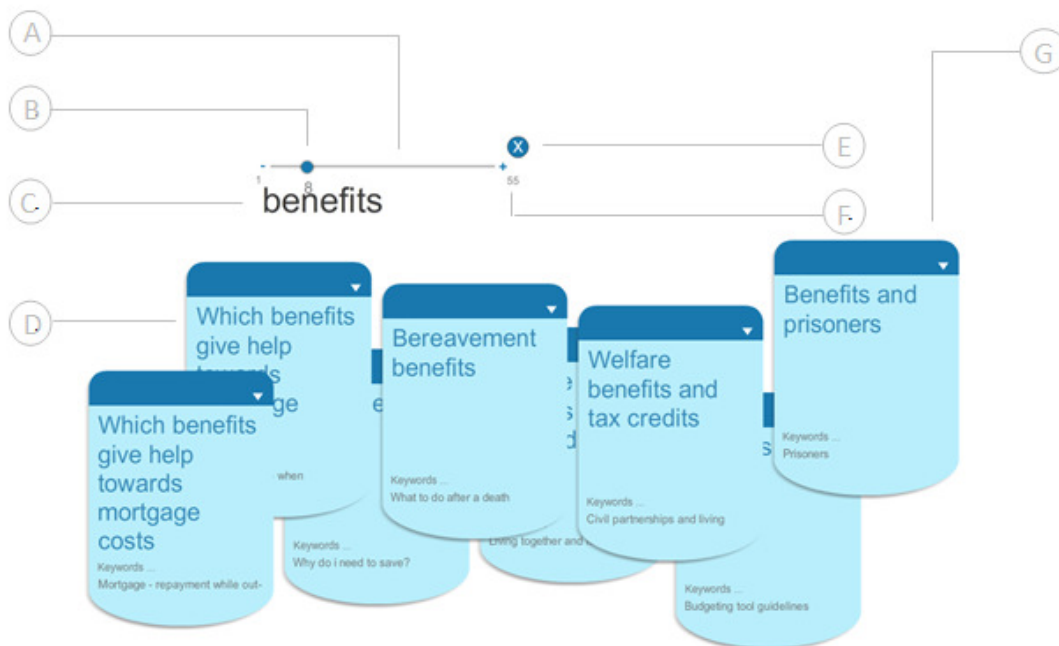 A
B
C
D
E
F
G
X
-
+
1
8
55
benefits
Which benefits
give help
towards
ge
when
Which benefits
give help
towards
mortgage
costs
Keywords ...
Mortgage - repayment while out-
e
Keywords ...
Why do i need to save?
Bereavement
benefits
Keywords ...
What to do after a death
e
s
d
Living together and
Welfare
benefits and
tax credits
Keywords ...
Civil partnerships and living
s
Keywords ...
Budgeting tool guidelines
Benefits and
prisoners
Keywords ...
Prisoners